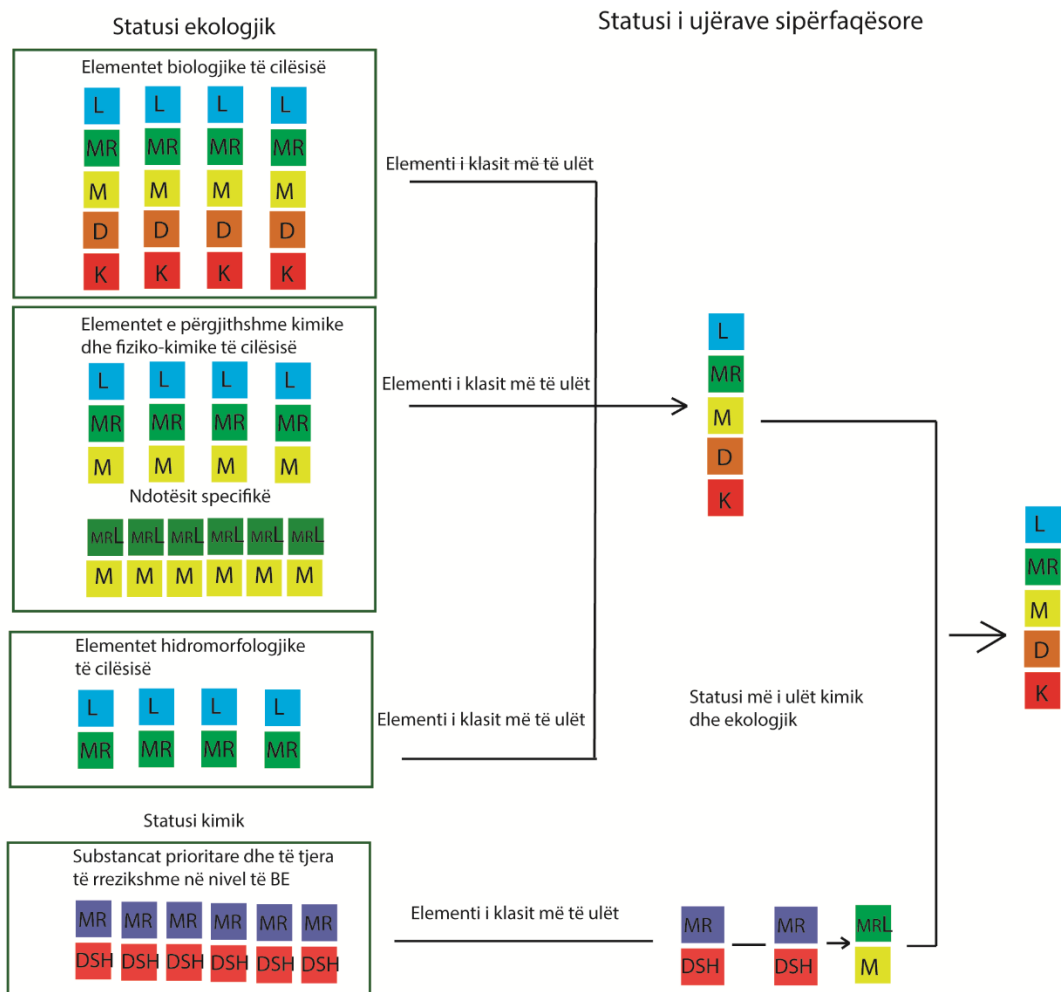 Statusi ekologjik
Statusi i ujërave sipërfaqësore
Elementet biologjike të cilësisë
L L L L
MR MR MR MR
M M M M
D D D D
K K K K
Elementi i klasit më të ulët
Elementet e përgjithshme kimike
dhe fiziko-kimike të cilësisë
L L L L
MR MR MR MR
M M M M
Ndotësit specifikë
MRL MRL MRL MRL MRL MRL
M M M M M M
Elementi i klasit më të ulët
L
MR
M
D
K
Elementet hidromorfologjike
të cilësisë
L L L L
MR MR MR MR
Elementi i klasit më të ulët
Statusi më i ulët kimik
dhe ekologjik
L
MR
M
D
K
Statusi kimik
Substancat prioritare dhe të tjera
të rrezikshme në nivel të BE
MR MR MR MR MR MR
DSH DSH DSH DSH DSH DSH
Elementi i klasit më të ulët
MR MR MRL
DSH DSH M